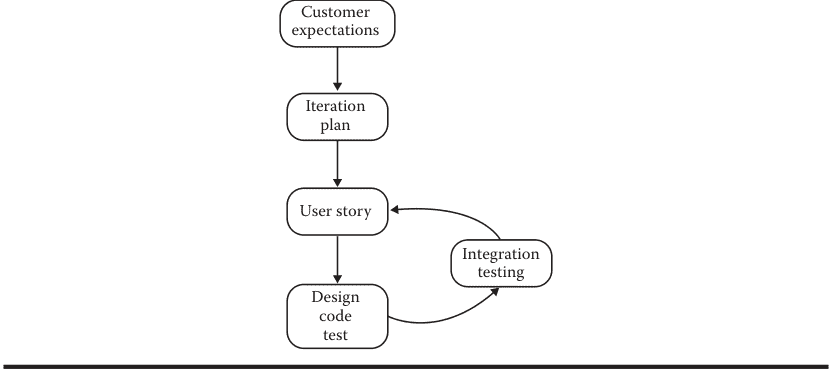 Customer
expectations
Iteration
plan
User story
Integration
testing
Design
code
test